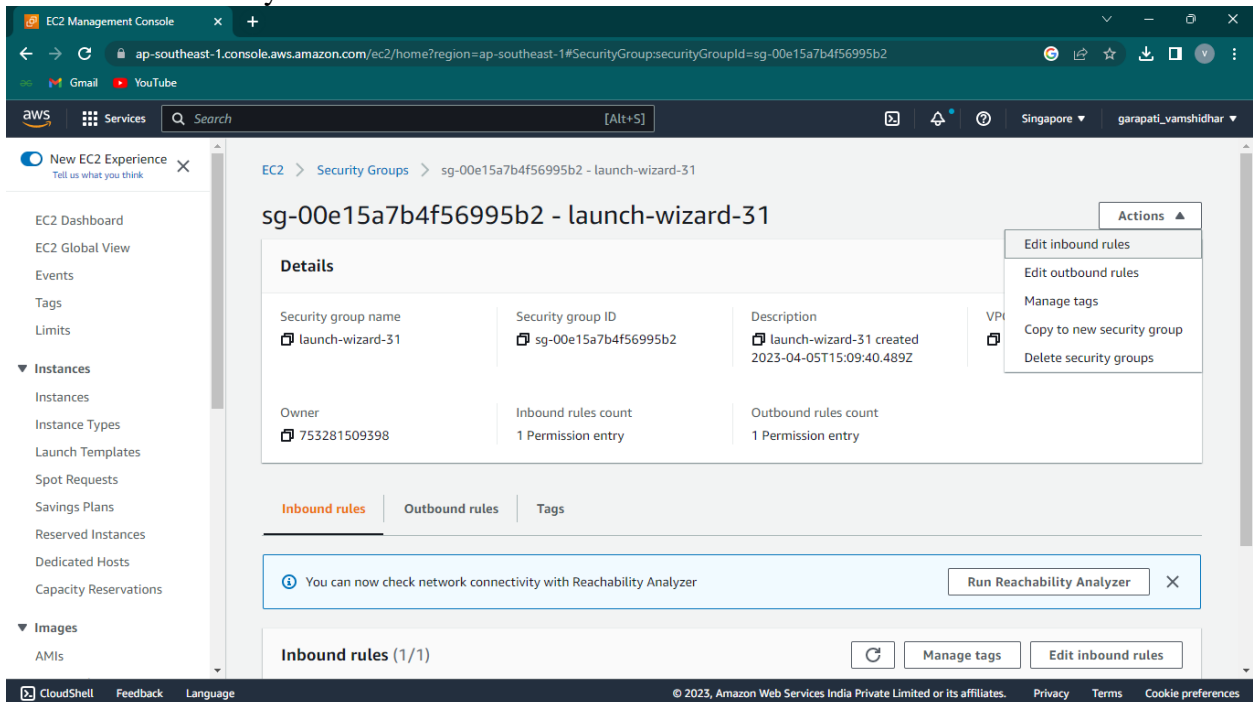 EC2 Management Console
ap-southeast-1.console.aws.amazon.com/ec2/home?region=ap-southeast-1#SecurityGroup:securityGroupId=sg-00e15a7b4f56995b2
V
Gmail YouTube
aws Services Search [Alt+S] Singapore garapati_vamshidhar
New EC2 Experience
Tell us what you think
EC2 Dashboard
EC2 Global View
Events
Tags
Limits
Instances
Instances
Instance Types
Launch Templates
Spot Requests
Savings Plans
Reserved Instances
Dedicated Hosts
Capacity Reservations
Images
AMIs
EC2 > Security Groups > sg-00e15a7b4f56995b2 - launch-wizard-31
sg-00e15a7b4f56995b2 - launch-wizard-31
Actions
Edit inbound rules
Edit outbound rules
Manage tags
Copy to new security group
Delete security groups
Details
Security group name
launch-wizard-31
Security group ID
sg-00e15a7b4f56995b2
Description
launch-wizard-31 created
2023-04-05T15:09:40.489Z
Owner
753281509398
Inbound rules count
1 Permission entry
Outbound rules count
1 Permission entry
Inbound rules Outbound rules Tags
You can now check network connectivity with Reachability Analyzer Run Reachability Analyzer
Inbound rules (1/1) Manage tags Edit inbound rules
CloudShell Feedback Language © 2023, Amazon Web Services India Private Limited or its affiliates. Privacy Terms Cookie preferences